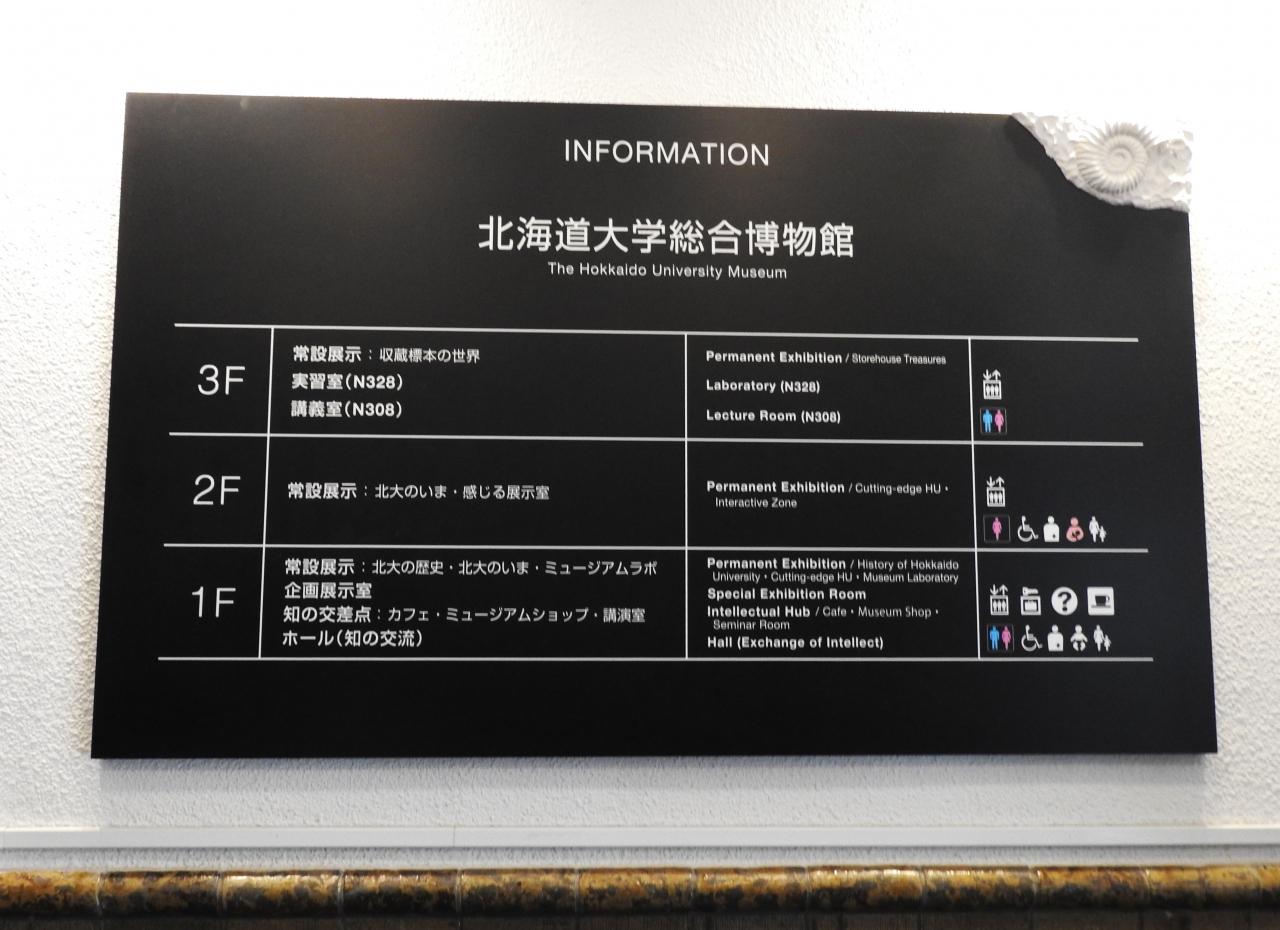 INFORMATION
北海道大学総合博物館
The Hokkaido University Museum
3F
常設展示：収蔵標本の世界
実習室（N328）
講義室（N308）
Permanent Exhibition / Storehouse Treasures
Laboratory (N328)
Lecture Room (N308)
2F
常設展示：北大のいま・感じる展示室
Permanent Exhibition / Cutting-edge HU・
Interactive Zone
1F
常設展示：北大の歴史・北大のいま・ミュージアムラボ
企画展示室
知の交差点：カフェ・ミュージアムショップ・講演室
ホール（知の交流）
Permanent Exhibition / History of Hokkaido
University・Cutting-edge HU・Museum Laboratory
Special Exhibition Room
Intellectual Hub / Cafe・Museum Shop・
Seminar Room
Hall (Exchange of Intellect)
?